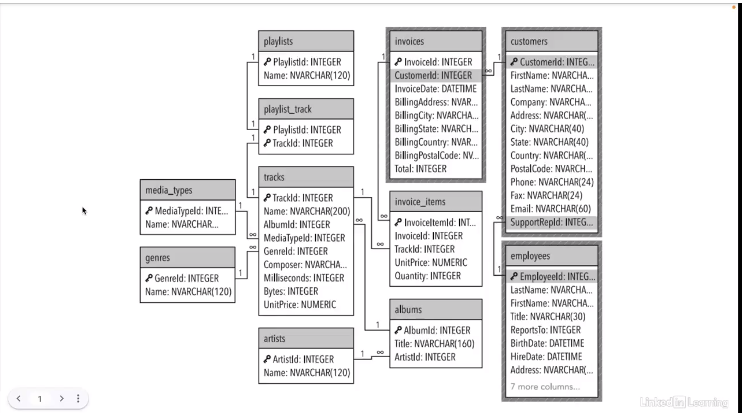 playlists
PlaylistId: INTEGER
Name: NVARCHAR(120)
playlist_track
PlaylistId: INTEGER
TrackId: INTEGER
tracks
TrackId: INTEGER
Name: NVARCHAR(200)
AlbumId: INTEGER
MediaTypeId: INTEGER
GenreId: INTEGER
Composer: NVARCHA...
Milliseconds: INTEGER
Bytes: INTEGER
UnitPrice: NUMERIC
media_types
MediaTypeId: INTE...
Name: NVARCHAR...
genres
GenreId: INTEGER
Name: NVARCHAR(120)
artists
ArtistId: INTEGER
Name: NVARCHAR(120)
invoices
InvoiceId: INTEGER
CustomerId: INTEGER
InvoiceDate: DATETIME
BillingAddress: NVAR...
BillingCity: NVARCHA...
BillingState: NVARCH...
BillingCountry: NVAR...
BillingPostalCode: NV...
Total: INTEGER
invoice_items
InvoiceItemId: INT...
InvoiceId: INTEGER
TrackId: INTEGER
UnitPrice: NUMERIC
Quantity: INTEGER
albums
AlbumId: INTEGER
Title: NVARCHAR(160)
ArtistId: INTEGER
customers
CustomerId: INTEG...
FirstName: NVARCHA...
LastName: NVARCHA...
Company: NVARCHA...
Address: NVARCHAR(...
City: NVARCHAR(40)
State: NVARCHAR(40)
Country: NVARCHAR(...
PostalCode: NVARCH...
Phone: NVARCHAR(24)
Fax: NVARCHAR(24)
Email: NVARCHAR(60)
SupportRepId: INTEG...
employees
EmployeeId: INTEG...
LastName: NVARCHA...
FirstName: NVARCHA...
Title: NVARCHAR(30)
ReportsTo: INTEGER
BirthDate: DATETIME
HireDate: DATETIME
Address: NVARCHAR(...
7 more columns...
1
1
1
1
1
∞
∞
1
∞
1
∞
1
∞
1
∞
1
∞
1
∞
1
< 1 >
Linked in Learning